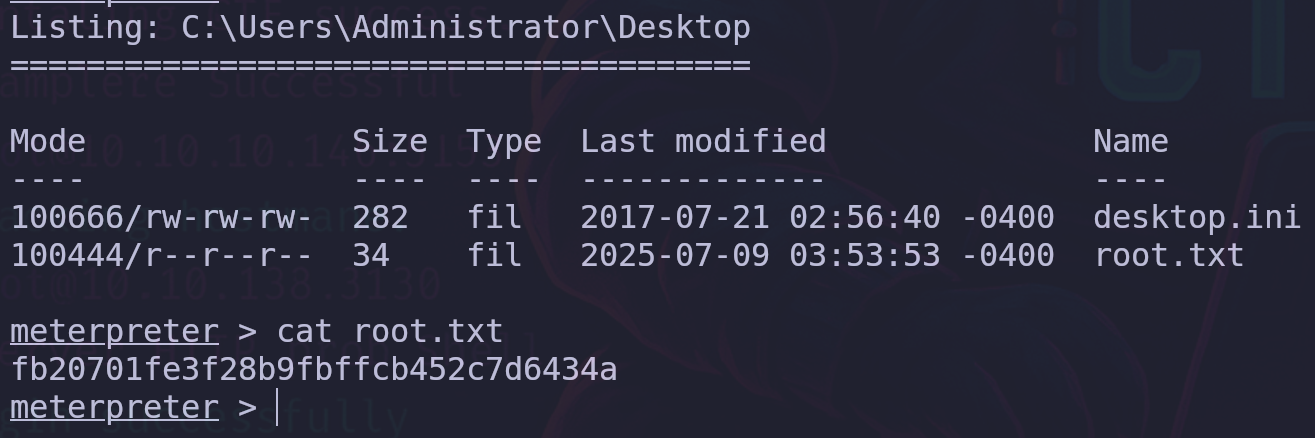 Listing: C:\Users\Administrator\Desktop
=======================================
Mode Size Type Last modified Name
---- ---- ---- ------------- ----
100666/rw-rw-rw- 282 fil 2017-07-21 02:56:40 -0400 desktop.ini
100444/r--r--r-- 34 fil 2025-07-09 03:53:53 -0400 root.txt
meterpreter > cat root.txt
fb20701fe3f28b9fbffcb452c7d6434a
meterpreter >